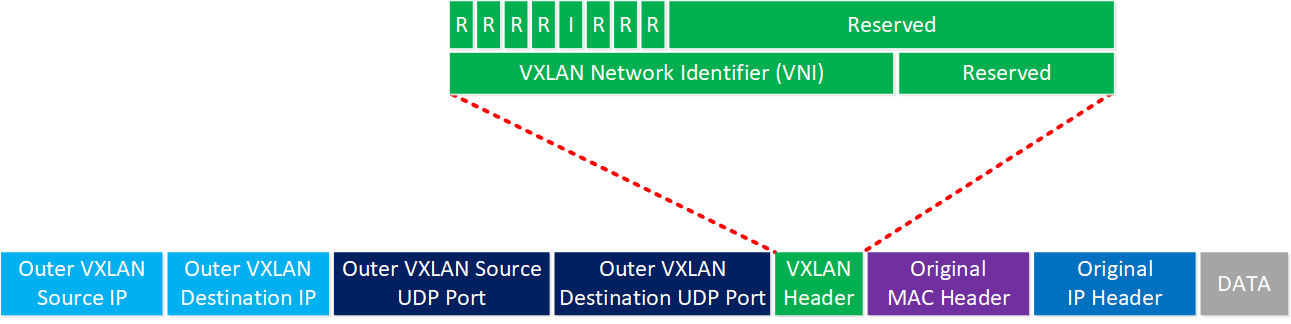 R R R R I R R R Reserved
VXLAN Network Identifier (VNI) Reserved
Outer VXLAN
Source IP
Outer VXLAN
Destination IP
Outer VXLAN Source
UDP Port
Outer VXLAN
Destination UDP Port
VXLAN
Header
Original
MAC Header
Original
IP Header
DATA